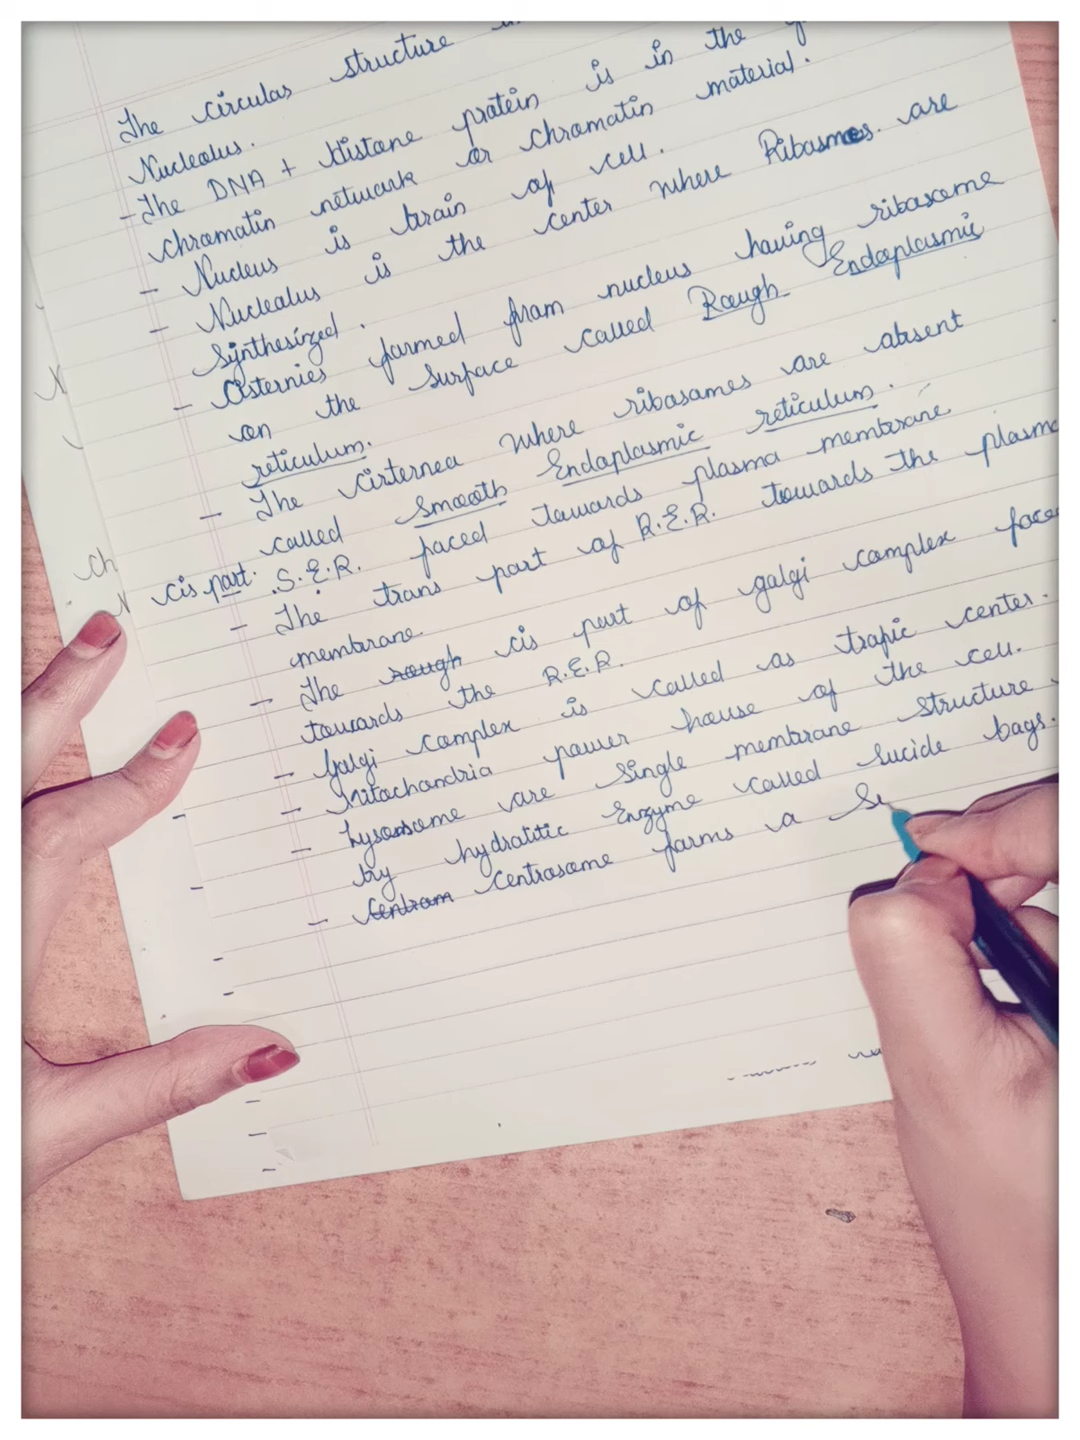 The circular structure
Nucleolus.
- The DNA + Histone protein is in the
chromatin network or chromatin material.
- Nucleus is brain of cell.
- Nucleolus is the center where Ribosomes. are
synthesized.
- Cisternies formed from nucleus having ribosome
on the surface called Rough Endoplasmic
reticulum.
- The cisternea where ribosomes are absent
called Smooth Endoplasmic reticulum.
cis part: S.E.R. faced towards plasma membrane
- The trans part of R.E.R. towards the plasma
membrane
- The rough cis part of golgi complex
towards the R.E.R.
- Golgi complex is called as trafic center.
- Mitochondria power house of the cell.
- Lysosome are single membrane structure
by hydralitic Enzyme called sucide bags.
- Centrom centrosome forms a